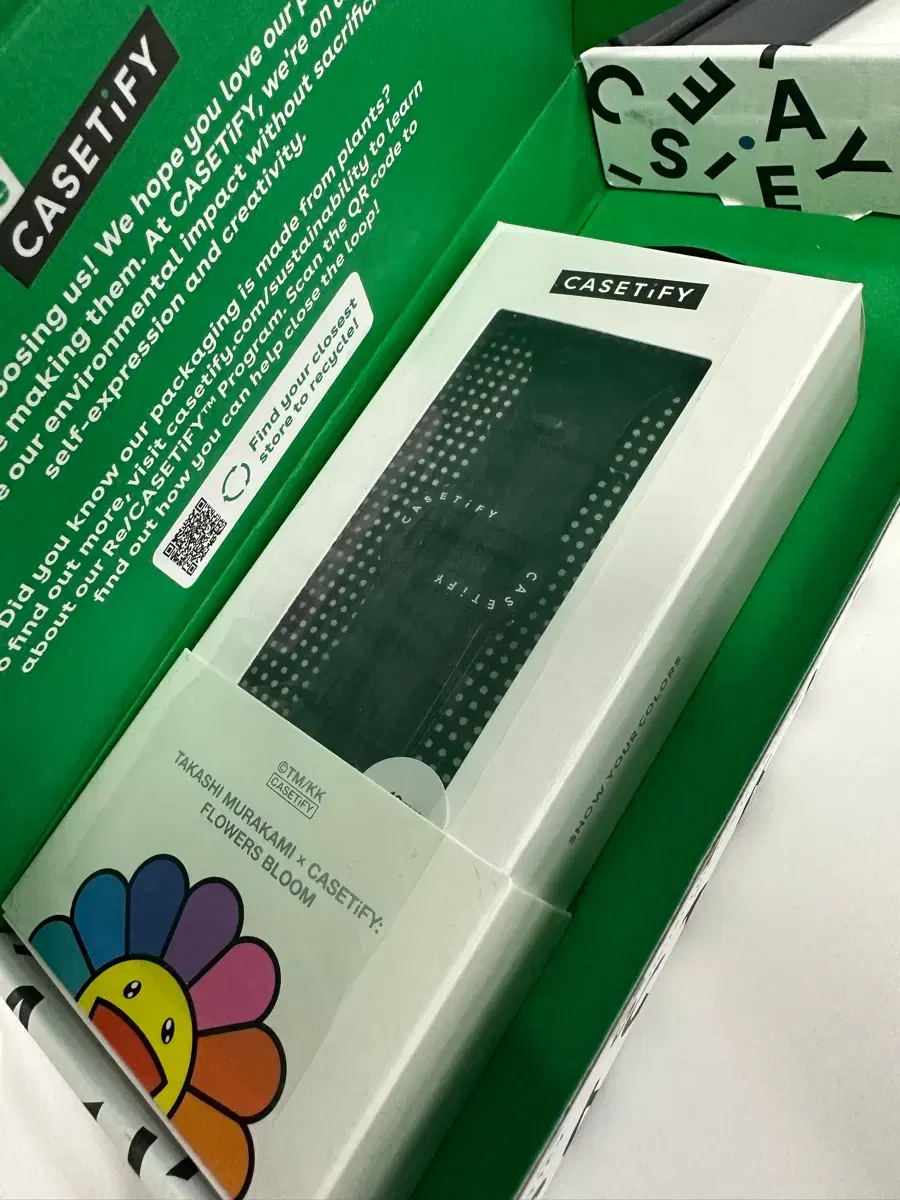 CASETiFY
osing us! We hope you love our
making them. At CASETiFY, we're on
our environmental impact without
self-expression and creativity.
Did you know our packaging is made from plants?
find out more, visit casetify.com/sustainability to learn
about our Re/CASETiFY™ Program. Scan the QR code to
find out how you can help close the loop!
Find your closest
store to recycle!
CASETiFY
CASETiFY
CASETiFY
SHOW YOUR COLORS
©TM/KK
CASETiFY
TAKASHI MURAKAMI x CASETiFY:
FLOWERS BLOOM